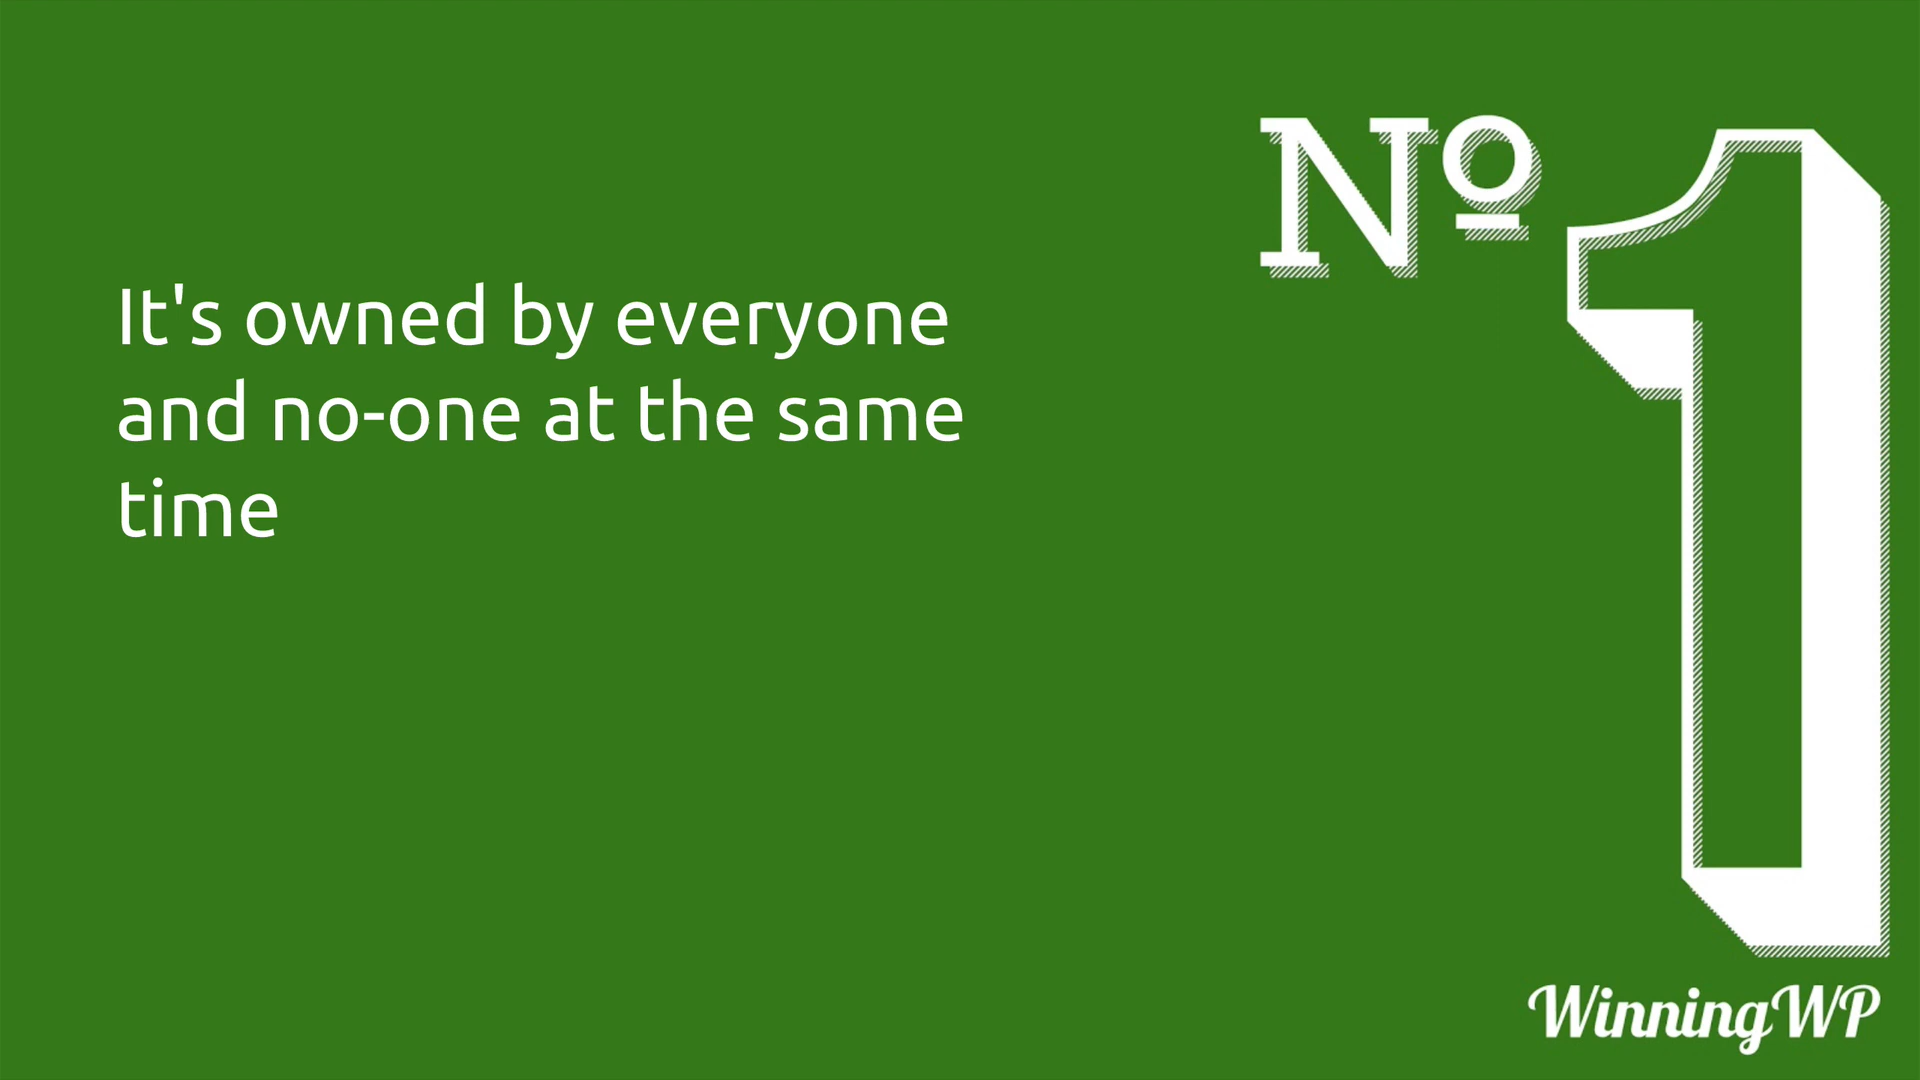 Nº 1
It's owned by everyone
and no-one at the same
time
WinningWP